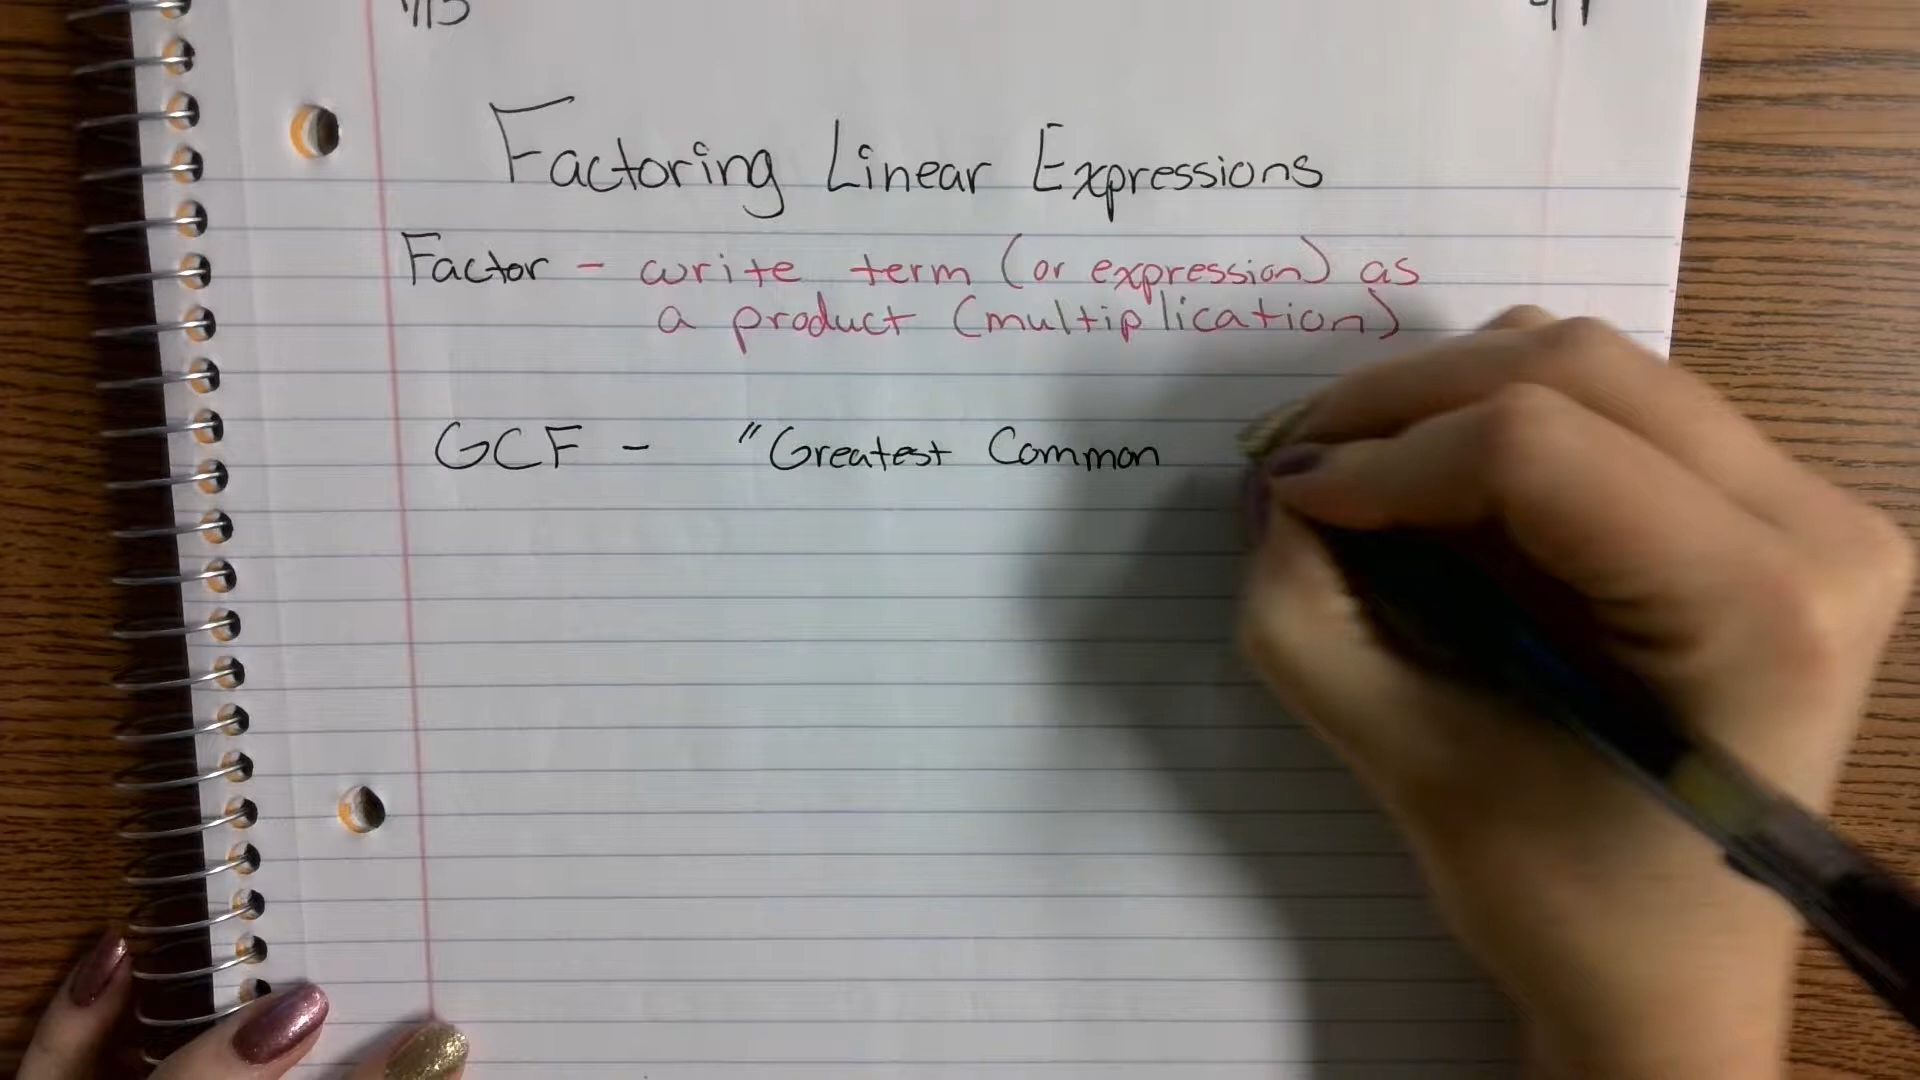 Factoring Linear Expressions
Factor - write term (or expression) as
a product (multiplication)
GCF - "Greatest Common